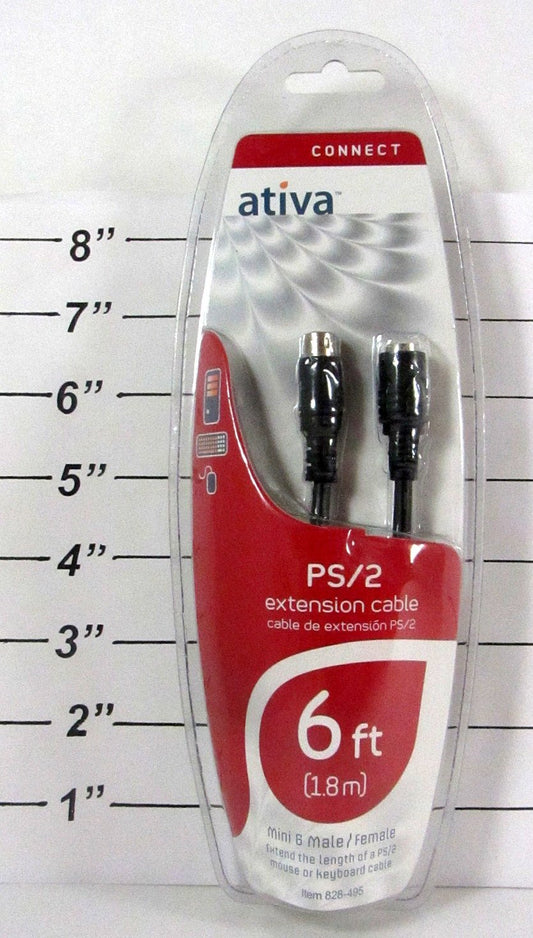 CONNECT
ativa™
8”
7”
6”
5”
4”
3”
2”
1”
PS/2
extension cable
cable de extensión PS/2
6 ft
(1.8 m)
Mini 6 Male/Female
Extend the length of a PS/2
mouse or keyboard cable
Item 828-495